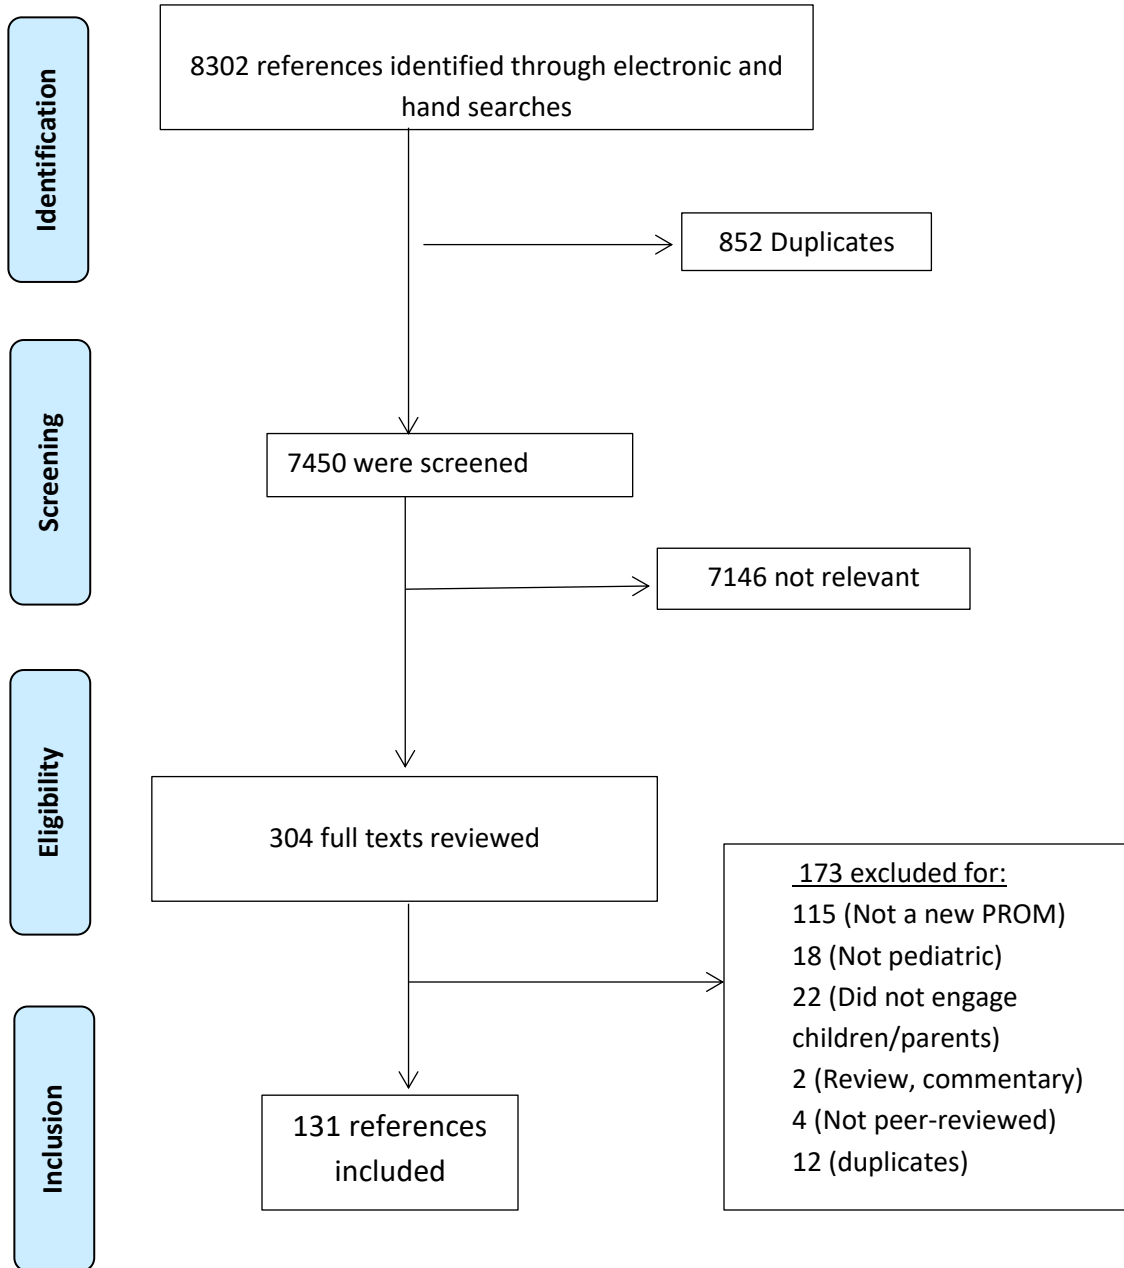 Identification
8302 references identified through electronic and
hand searches
852 Duplicates
Screening
7450 were screened
7146 not relevant
Eligibility
304 full texts reviewed
173 excluded for:
115 (Not a new PROM)
18 (Not pediatric)
22 (Did not engage
children/parents)
2 (Review, commentary)
4 (Not peer-reviewed)
12 (duplicates)
Inclusion
131 references
included